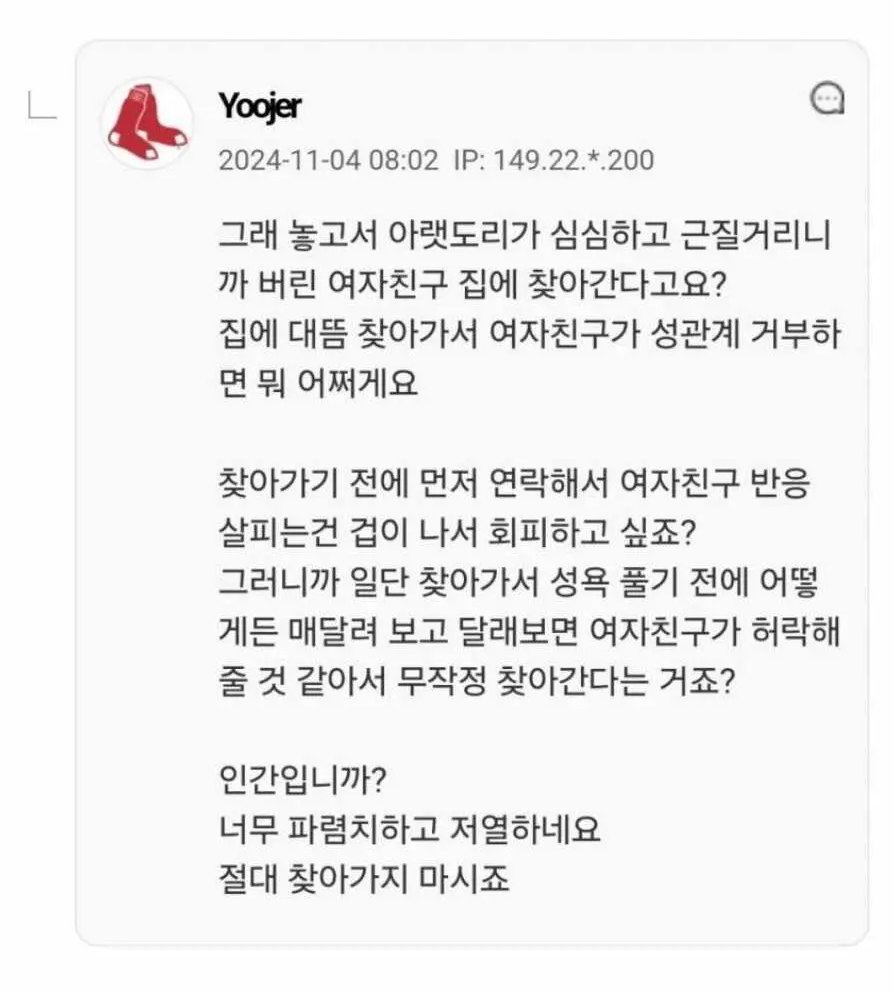 Yoojer
2024-11-04 08:02 IP: 149.22.*.200
그래 놓고서 아랫도리가 심심하고 근질거리니
까 버린 여자친구 집에 찾아간다고요?
집에 대뜸 찾아가서 여자친구가 성관계 거부하
면 뭐 어쩌게요
찾아가기 전에 먼저 연락해서 여자친구 반응
살피는건 겁이 나서 회피하고 싶죠?
그러니까 일단 찾아가서 성욕 풀기 전에 어떻
게든 매달려 보고 달래보면 여자친구가 허락해
줄 것 같아서 무작정 찾아간다는 거죠?
인간입니까?
너무 파렴치하고 저열하네요
절대 찾아가지 마시죠